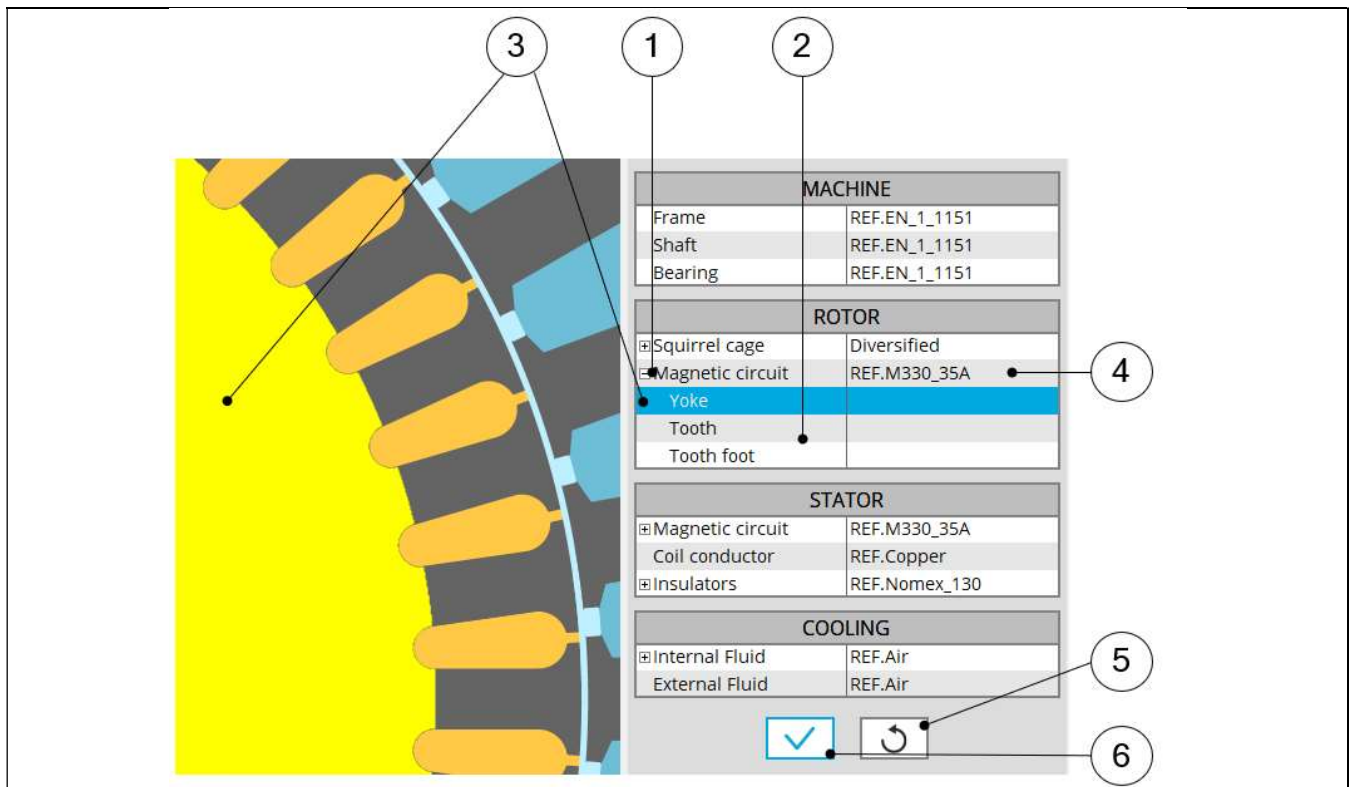 3 1 2
MACHINE
Frame REF.EN_1_1151
Shaft REF.EN_1_1151
Bearing REF.EN_1_1151
ROTOR
Squirrel cage Diversified
Magnetic circuit REF.M330_35A
4
Yoke
Tooth
Tooth foot
STATOR
Magnetic circuit REF.M330_35A
Coil conductor REF.Copper
Insulators REF.Nomex_130
COOLING
Internal Fluid REF.Air
5
External Fluid REF.Air
6